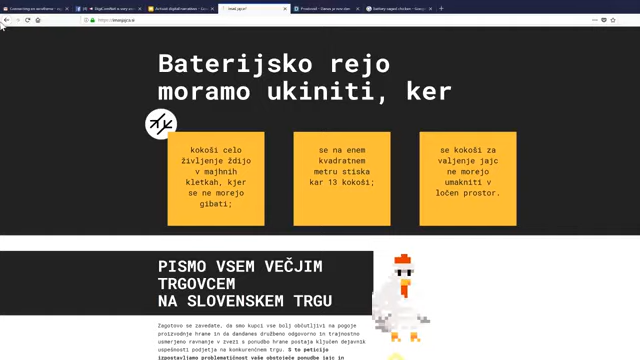 Baterijsko rejo
moramo ukiniti, ker
kokoši celo
življenje ždijo
v majhnih
kletkah, kjer
se ne morejo
gibati;
se na enem
kvadratnem
metru stiska
kar 13 kokoši;
se kokoši za
valjenje jajc
ne morejo
umakniti v
ločen prostor.
PISMO VSEM VEČJIM
TRGOVCEM
NA SLOVENSKEM TRGU
Zagotovo se zavedate, da smo kupci vse bolj občutljivi na pogoje
proizvodnje hrane in da dandanes družbeno odgovorno in trajnostno
usmerjeno ravnanje v zvezi s ponudbo hrane postaja ključen dejavnik
uspešnosti podjetja na konkurenčnem trgu. S to peticijo
izpostavljamo problematičnost vaše obstoječe ponudbe jajc in